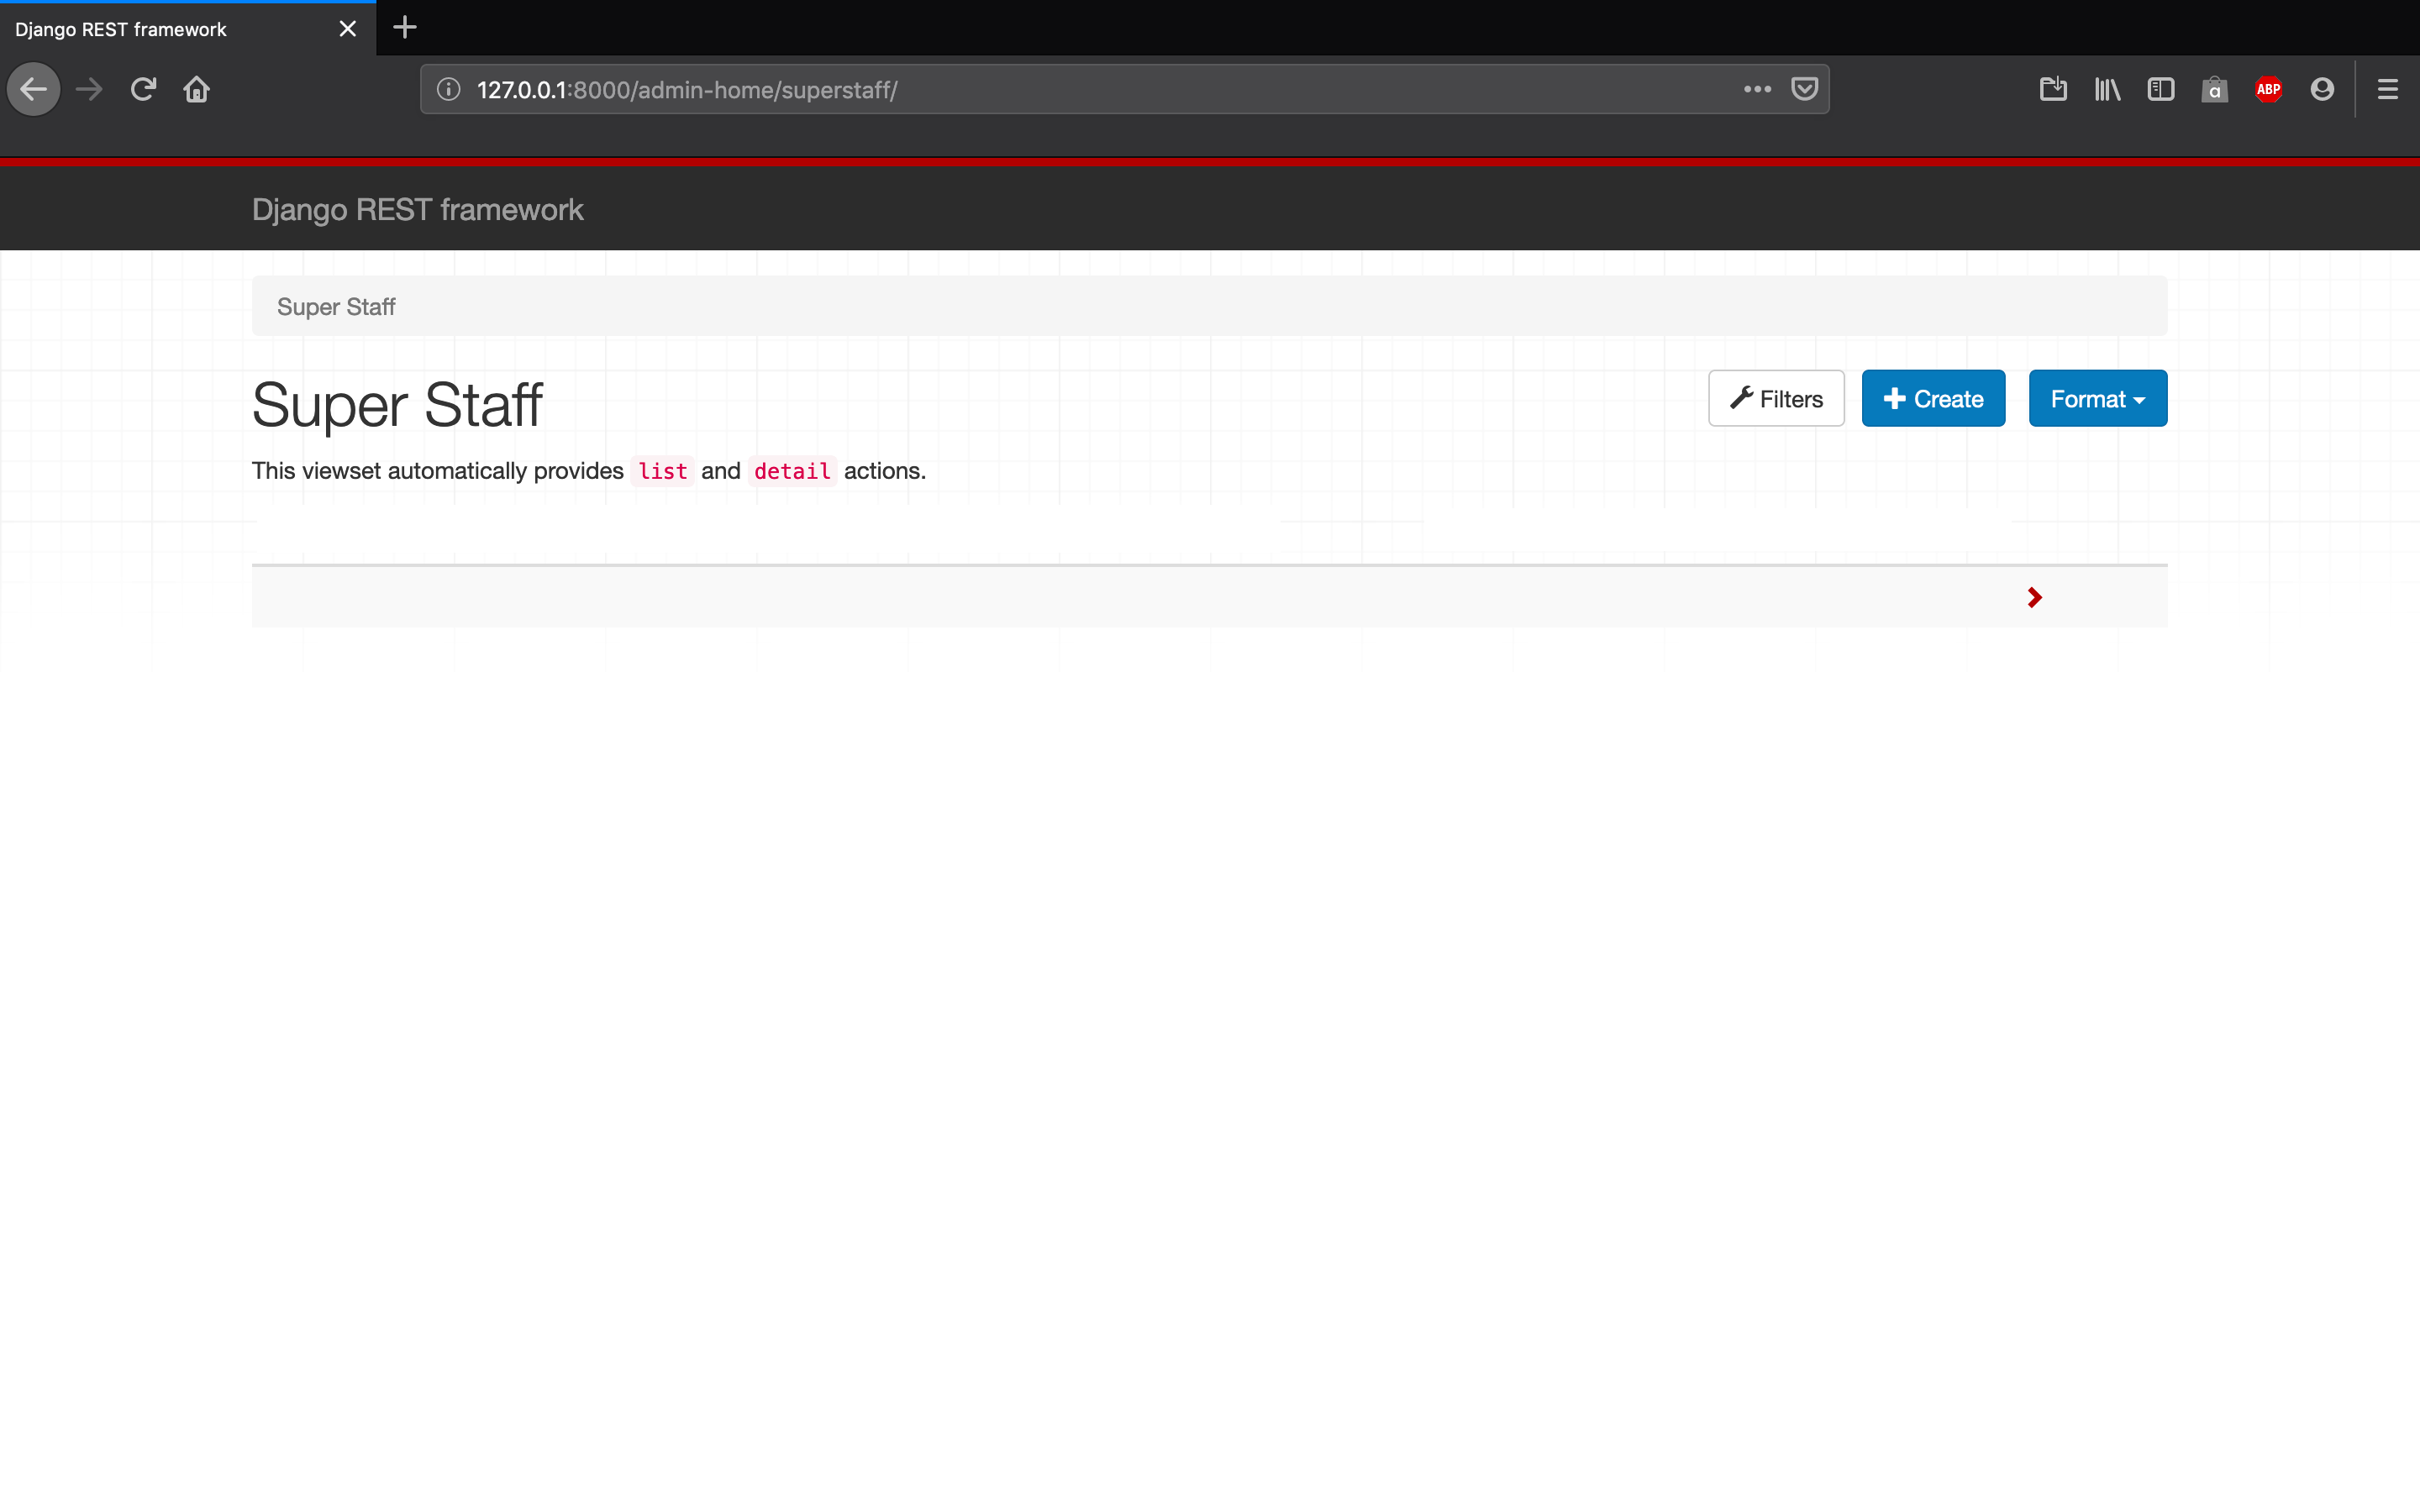 Django REST framework
127.0.0.1:8000/admin-home/superstaff/
a
ABP
Django REST framework
Super Staff
Super Staff
Filters
Create
Format
This viewset automatically provides list and detail actions.